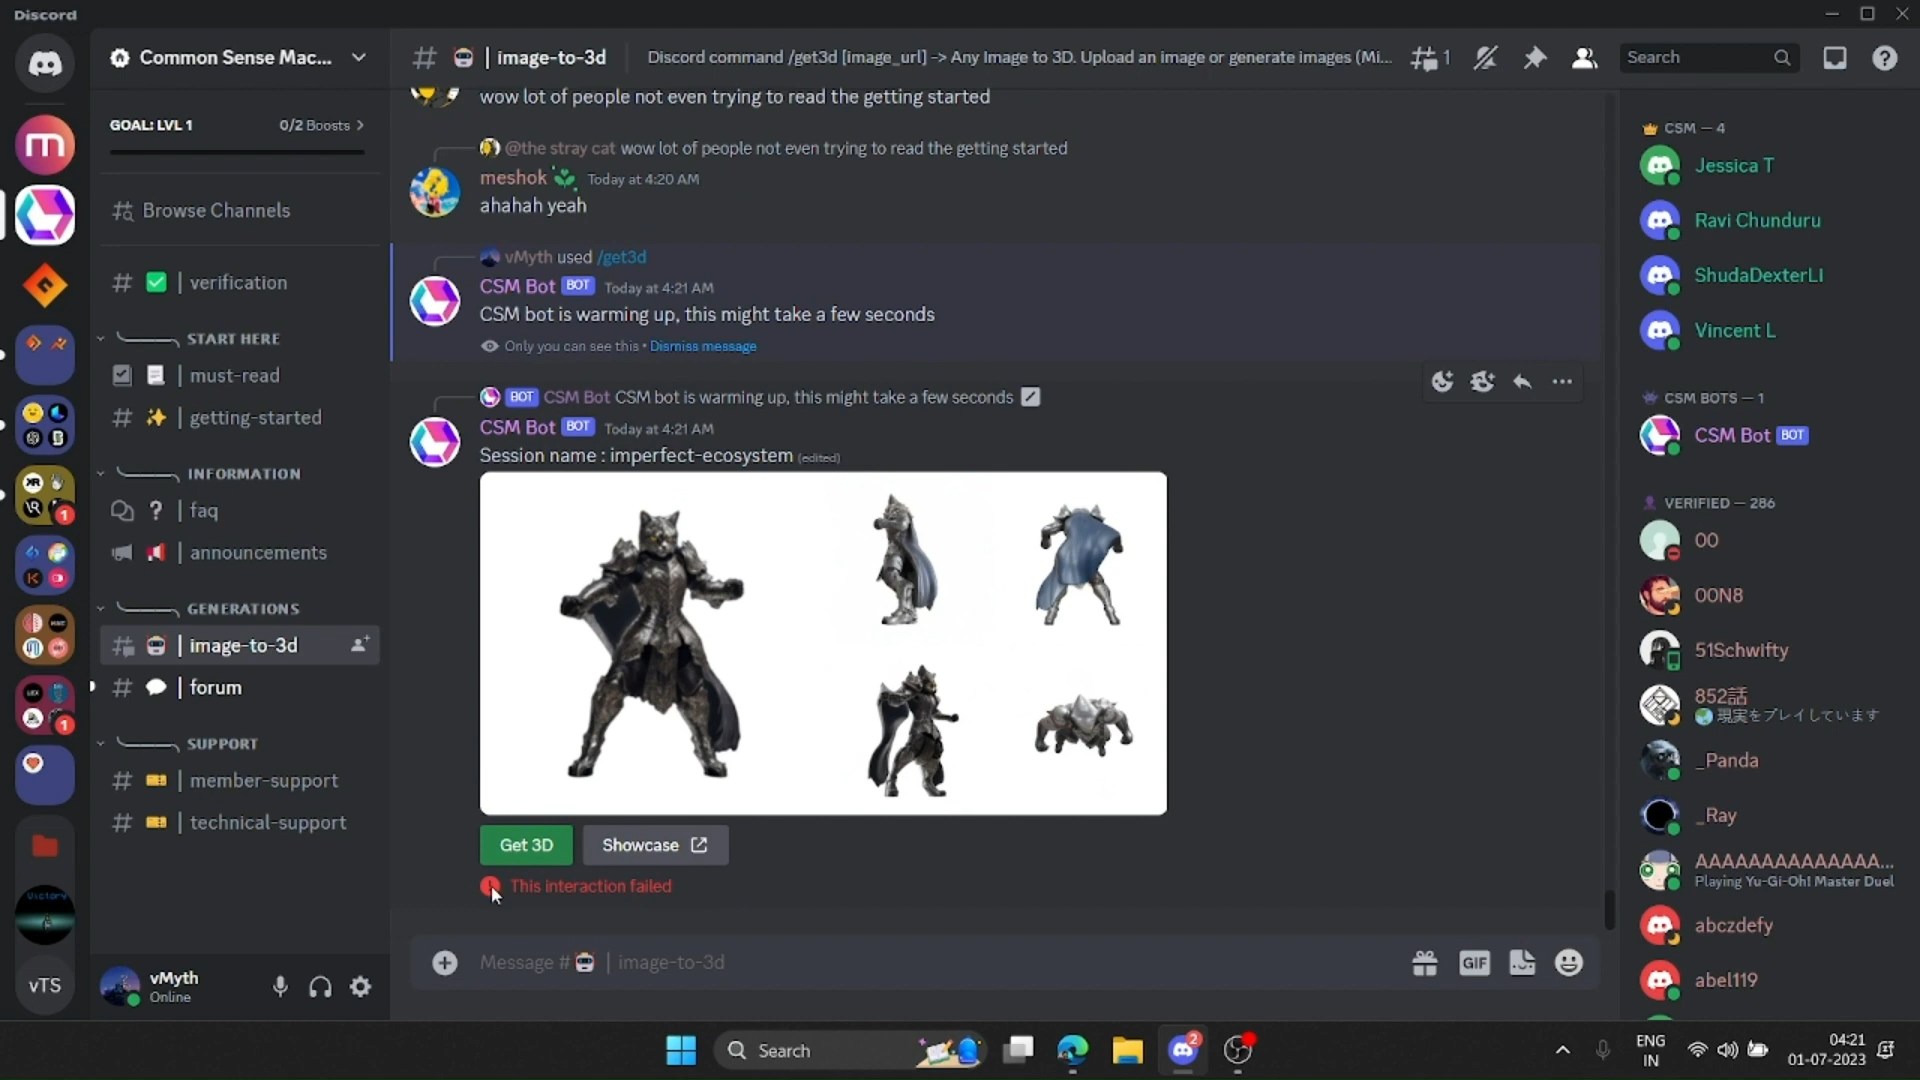 Discord
Common Sense Mac...
GOAL: LVL 1
0/2 Boosts
Browse Channels
verification
START HERE
must-read
getting-started
INFORMATION
faq
announcements
GENERATIONS
image-to-3d
forum
SUPPORT
member-support
technical-support
1
1
Victory
vTS
vMyth
Online
image-to-3d
Discord command /get3d [image_url] -> Any Image to 3D. Upload an image or generate images (Mi...
1
Search
wow lot of people not even trying to read the getting started
@the stray cat wow lot of people not even trying to read the getting started
meshok Today at 4:20 AM
ahahah yeah
vMyth used /get3d
CSM Bot BOT Today at 4:21 AM
CSM bot is warming up, this might take a few seconds
Only you can see this • Dismiss message
BOT CSM Bot CSM bot is warming up, this might take a few seconds
CSM Bot BOT Today at 4:21 AM
Session name : imperfect-ecosystem (edited)
Get 3D
Showcase
This interaction failed
Message # | image-to-3d
GIF
CSM — 4
Jessica T
Ravi Chunduru
ShudaDexterLI
Vincent L
CSM BOTS — 1
CSM Bot BOT
VERIFIED — 286
00
00N8
51Schwifty
852話
現実をプレイしています
_Panda
_Ray
AAAAAAAAAAAAAA...
Playing Yu-Gi-Oh! Master Duel
abczdefy
abel119
Search
2
ENG
IN
04:21
01-07-2023